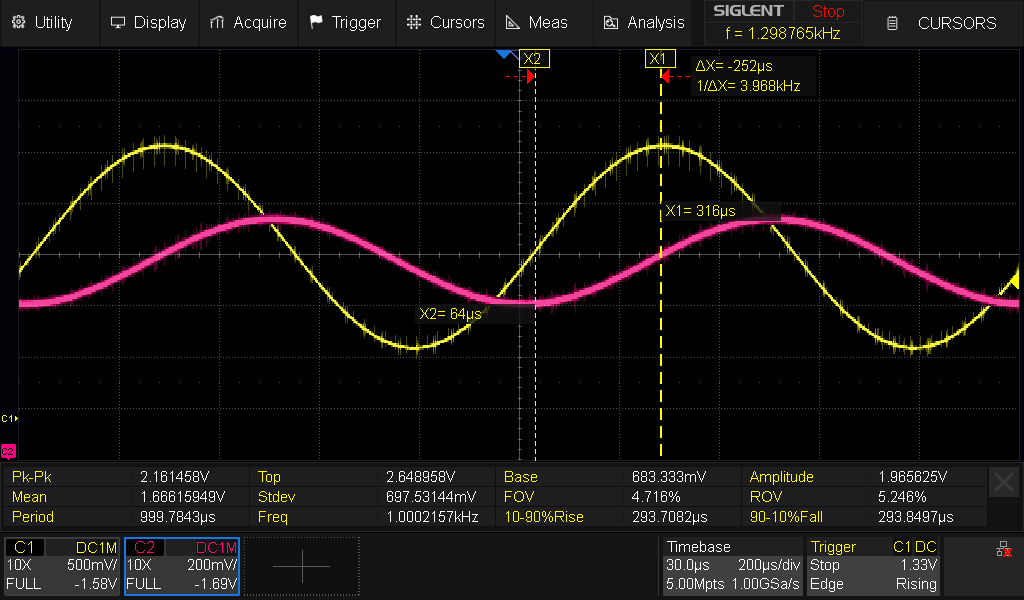 Utility Display Acquire Trigger Cursors Meas Analysis SIGLENT Stop CURSORS
f = 1.298765kHz
X2 X1
ΔX= -252µs
1/ΔX= 3.968kHz
X1= 316µs
X2= 64µs
C1
C2
Pk-Pk 2.161458V Top 2.648958V Base 683.333mV Amplitude 1.965625V
Mean 1.66615949V Stdev 697.53144mV FOV 4.716% ROV 5.246%
Period 999.7843µs Freq 1.0002157kHz 10-90%Rise 293.7082µs 90-10%Fall 293.8497µs
C1 DC1M C2 DC1M Timebase Trigger C1 DC
10X 500mV/ 10X 200mV/ 30.0µs 200µs/div Stop 1.33V
FULL -1.58V FULL -1.69V 5.00Mpts 1.00GSa/s Edge Rising